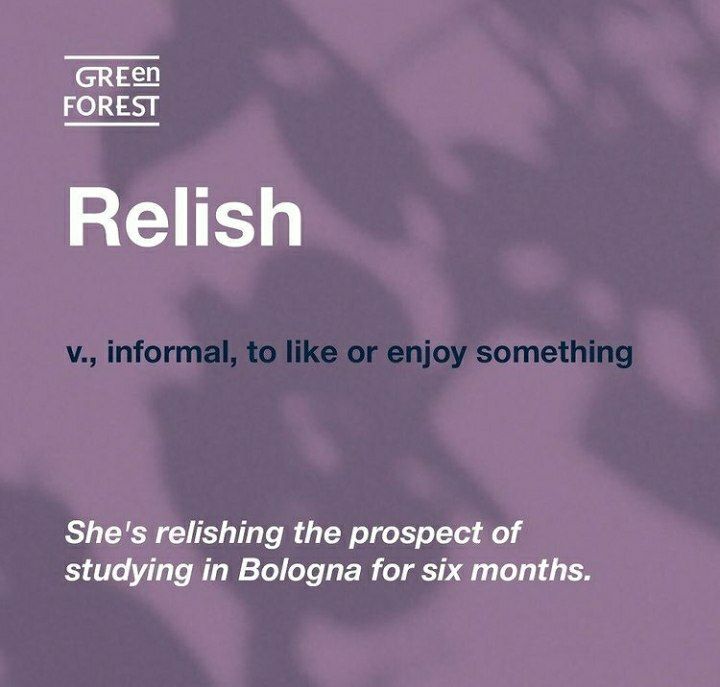 GREen
FOREST
Relish
v., informal, to like or enjoy something
She's relishing the prospect of
studying in Bologna for six months.